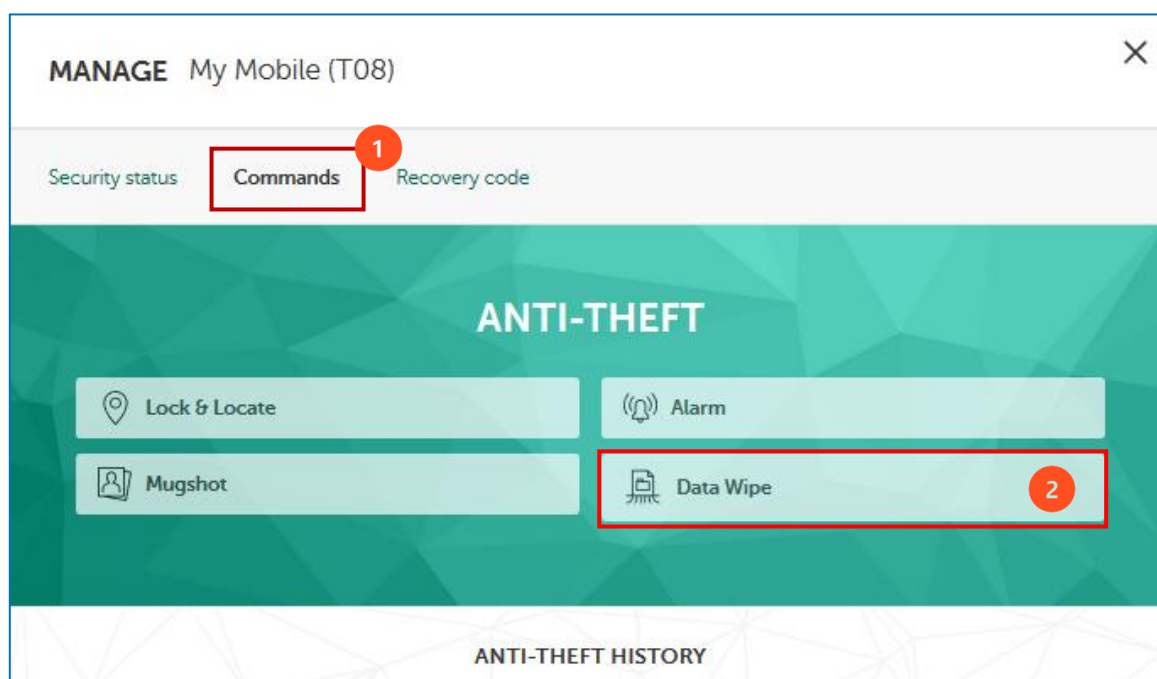 MANAGE My Mobile (T08)
1
Security status Commands Recovery code
ANTI-THEFT
Lock & Locate Alarm
Mugshot Data Wipe 2
ANTI-THEFT HISTORY